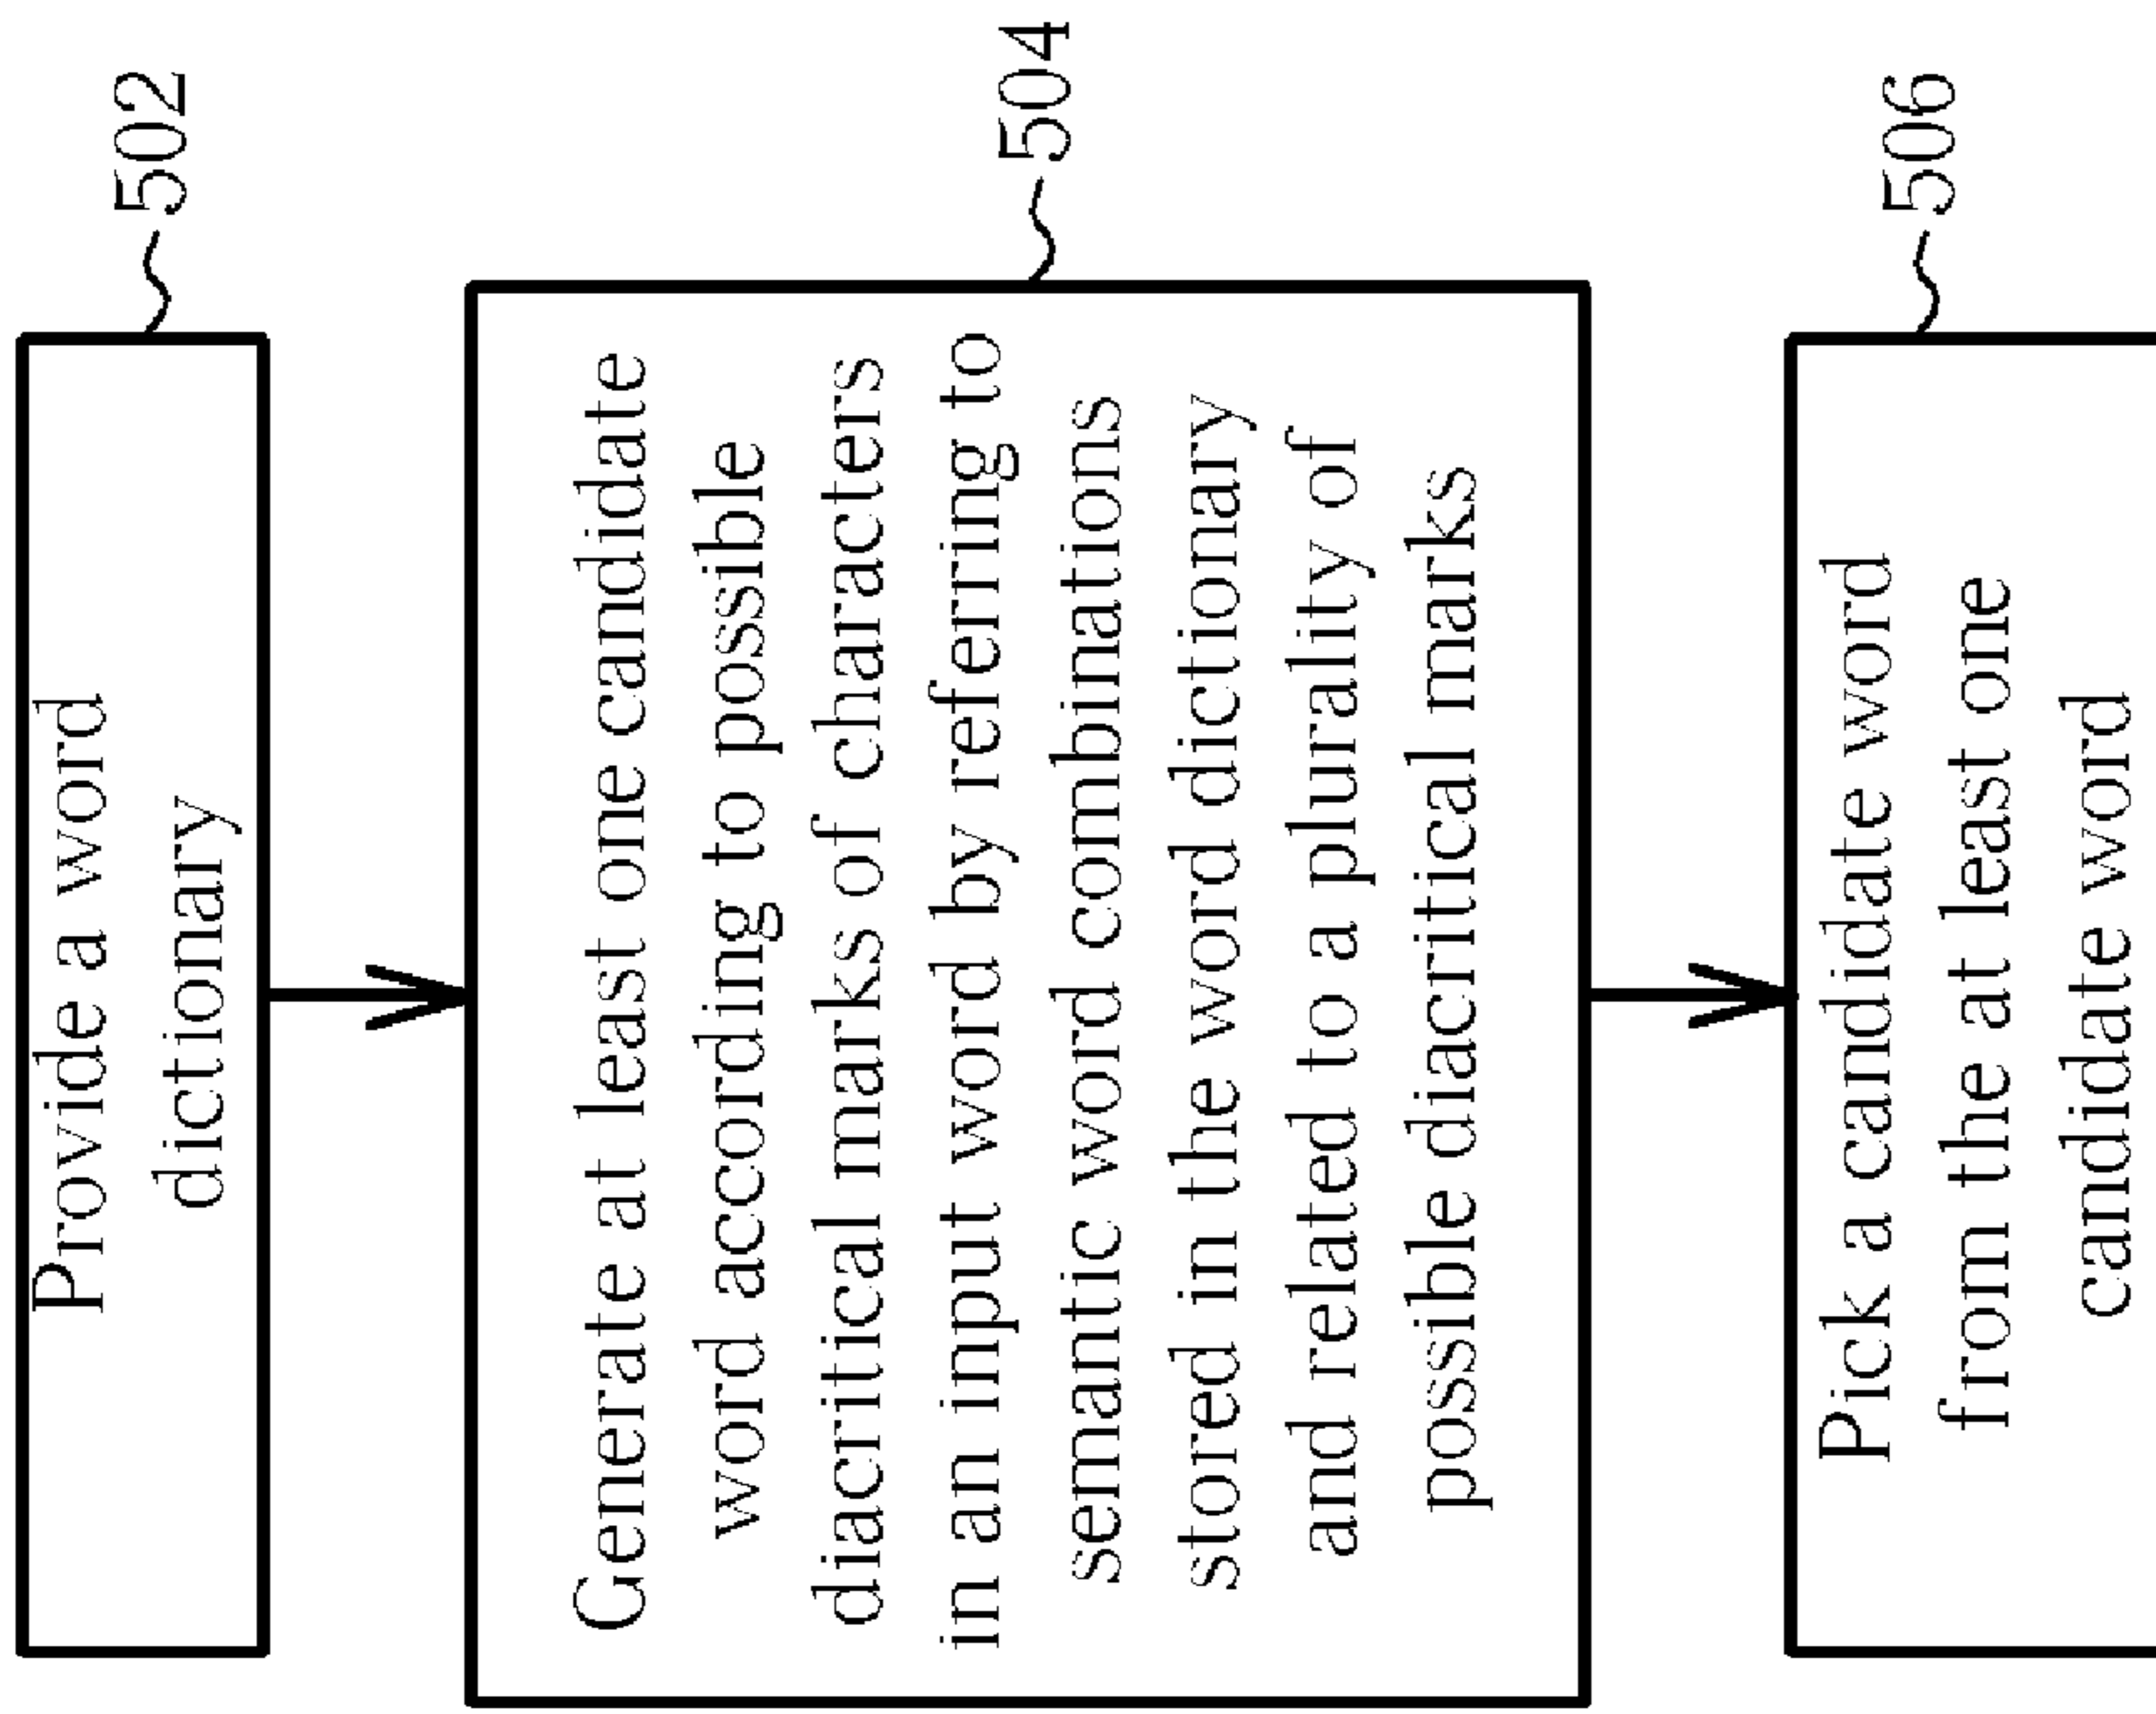 Provide a word
dictionary
502
Generate at least one candidate
word according to possible
diacritical marks of characters
in an input word by referring to
semantic word combinations
stored in the word dictionary
and related to a plurality of
possible diacritical marks
504
Pick a candidate word
from the at least one
candidate word
506